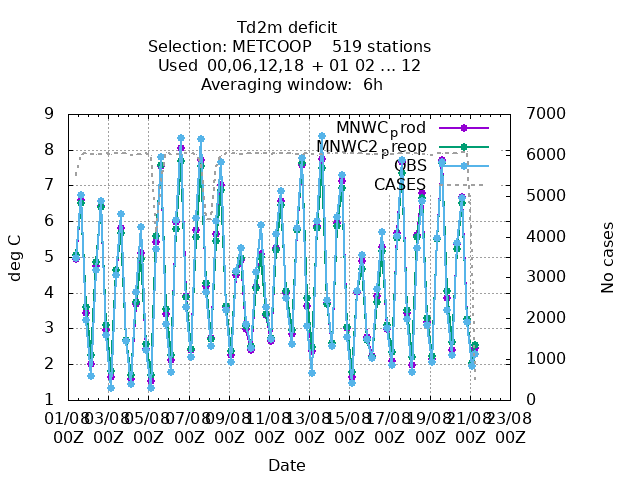 Td2m deficit
Selection: METCOOP 519 stations
Used 00,06,12,18 + 01 02 ... 12
Averaging window: 6h
9 7000
8 6000
7 5000
6 4000
5 3000
4 2000
3 1000
2 0
1
MNWCprod
MNWC2preop
OBS
CASES
deg C
No cases
01/08 03/08 05/08 07/08 09/08 11/08 13/08 15/08 17/08 19/08 21/08 23/08
00Z 00Z 00Z 00Z 00Z 00Z 00Z 00Z 00Z 00Z 00Z 00Z
Date